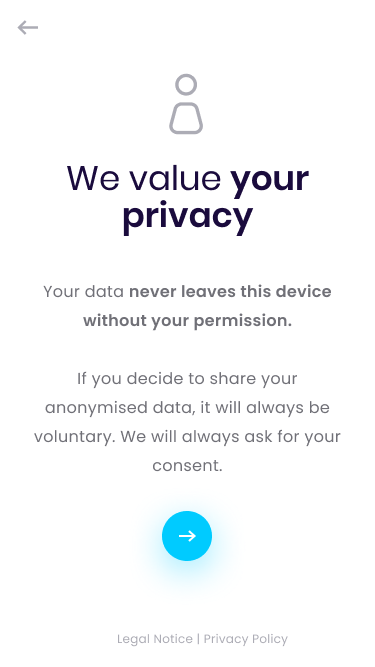 We value your
privacy
Your data never leaves this device
without your permission.
If you decide to share your
anonymised data, it will always be
voluntary. We will always ask for your
consent.
Legal Notice | Privacy Policy